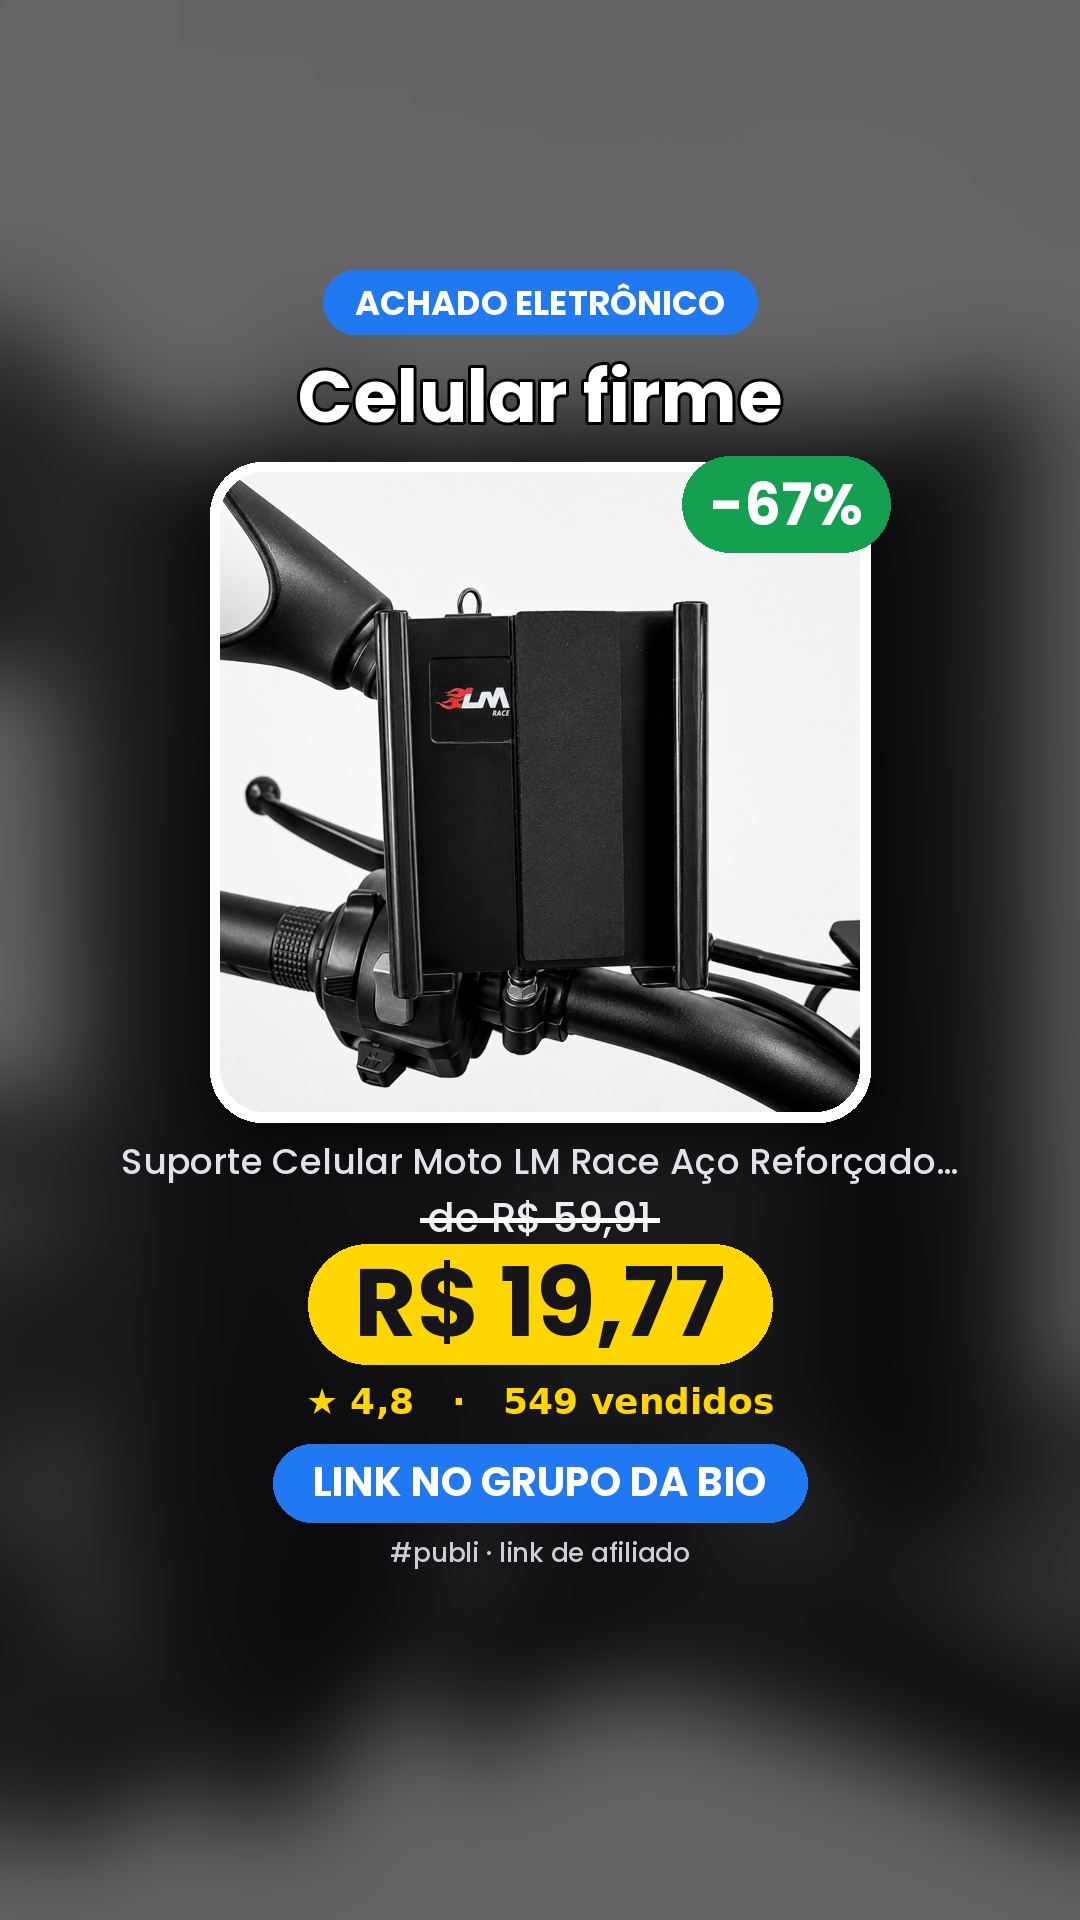 ACHADO ELETRÔNICO
Celular firme
-67%
LM
RACE
Suporte Celular Moto LM Race Aço Reforçado...
de R$ 59,91
R$ 19,77
★ 4,8 · 549 vendidos
LINK NO GRUPO DA BIO
#publi · link de afiliado